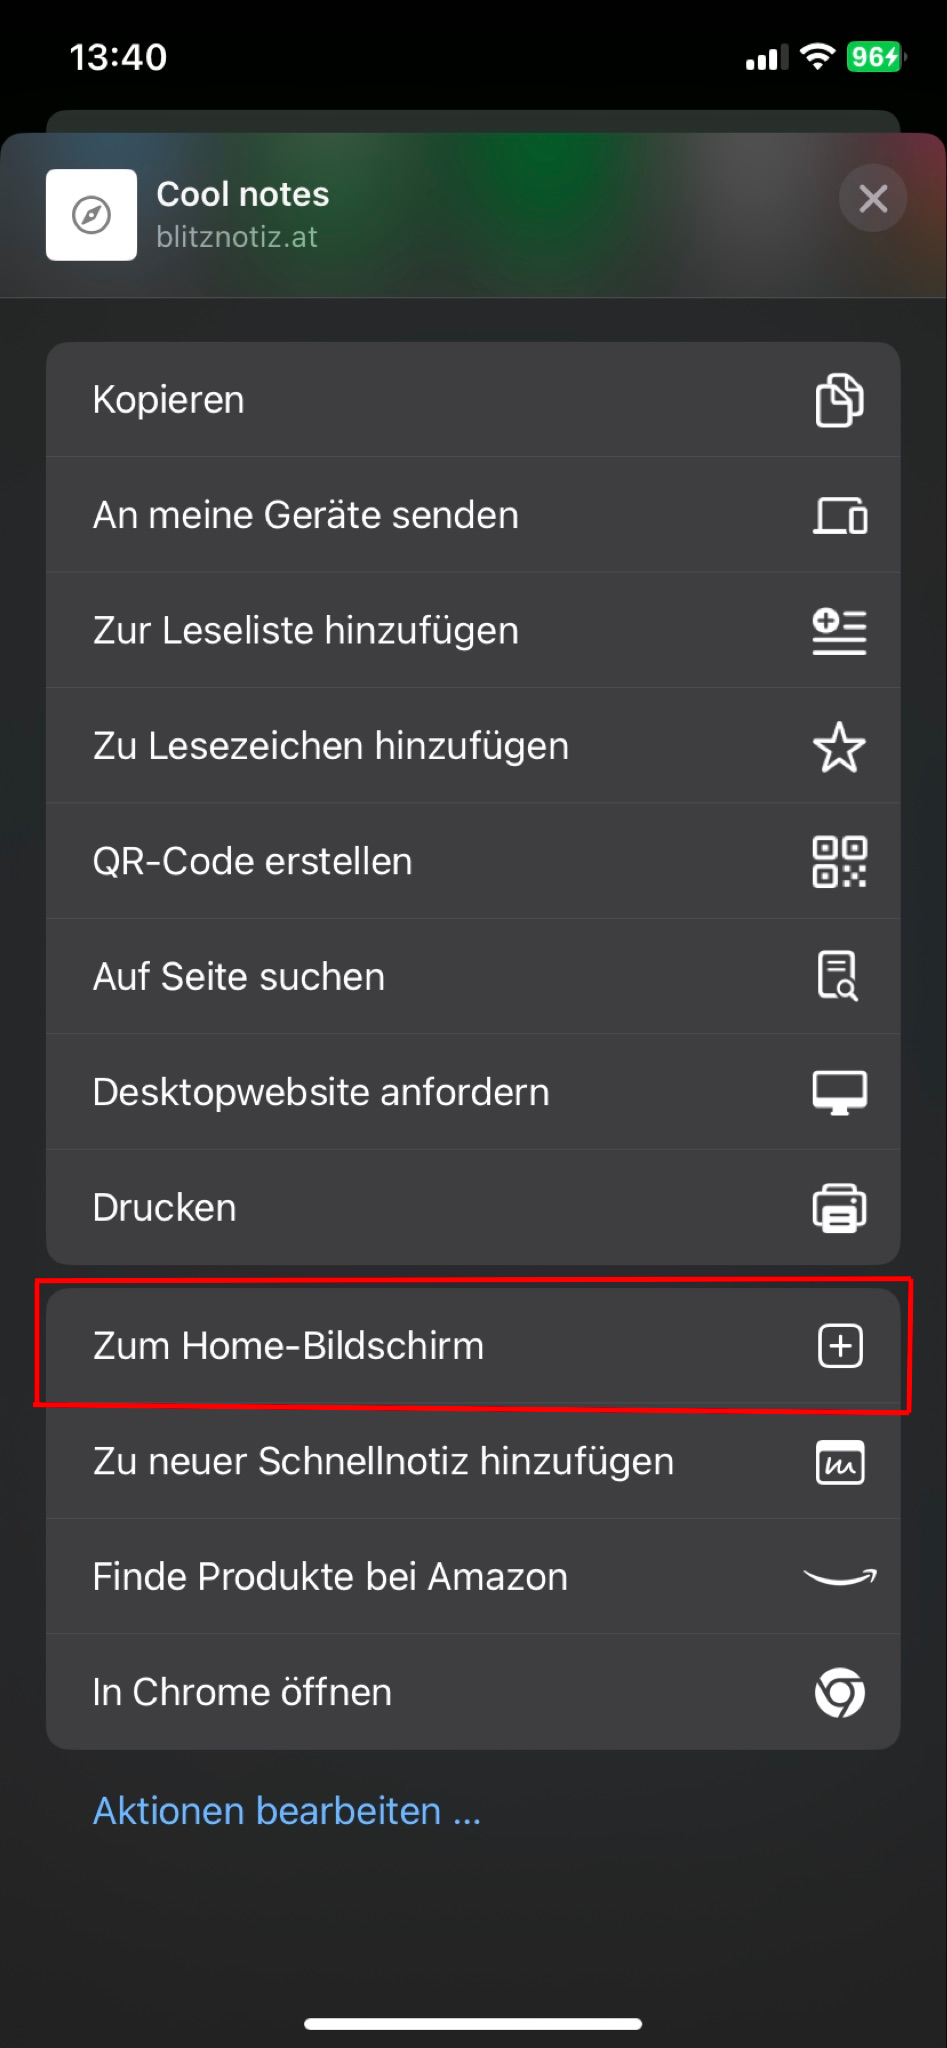 13:40
96
Cool notes
blitznotiz.at
Kopieren
An meine Geräte senden
Zur Leseliste hinzufügen
Zu Lesezeichen hinzufügen
QR-Code erstellen
Auf Seite suchen
Desktopwebsite anfordern
Drucken
Zum Home-Bildschirm
Zu neuer Schnellnotiz hinzufügen
Finde Produkte bei Amazon
In Chrome öffnen
Aktionen bearbeiten ...